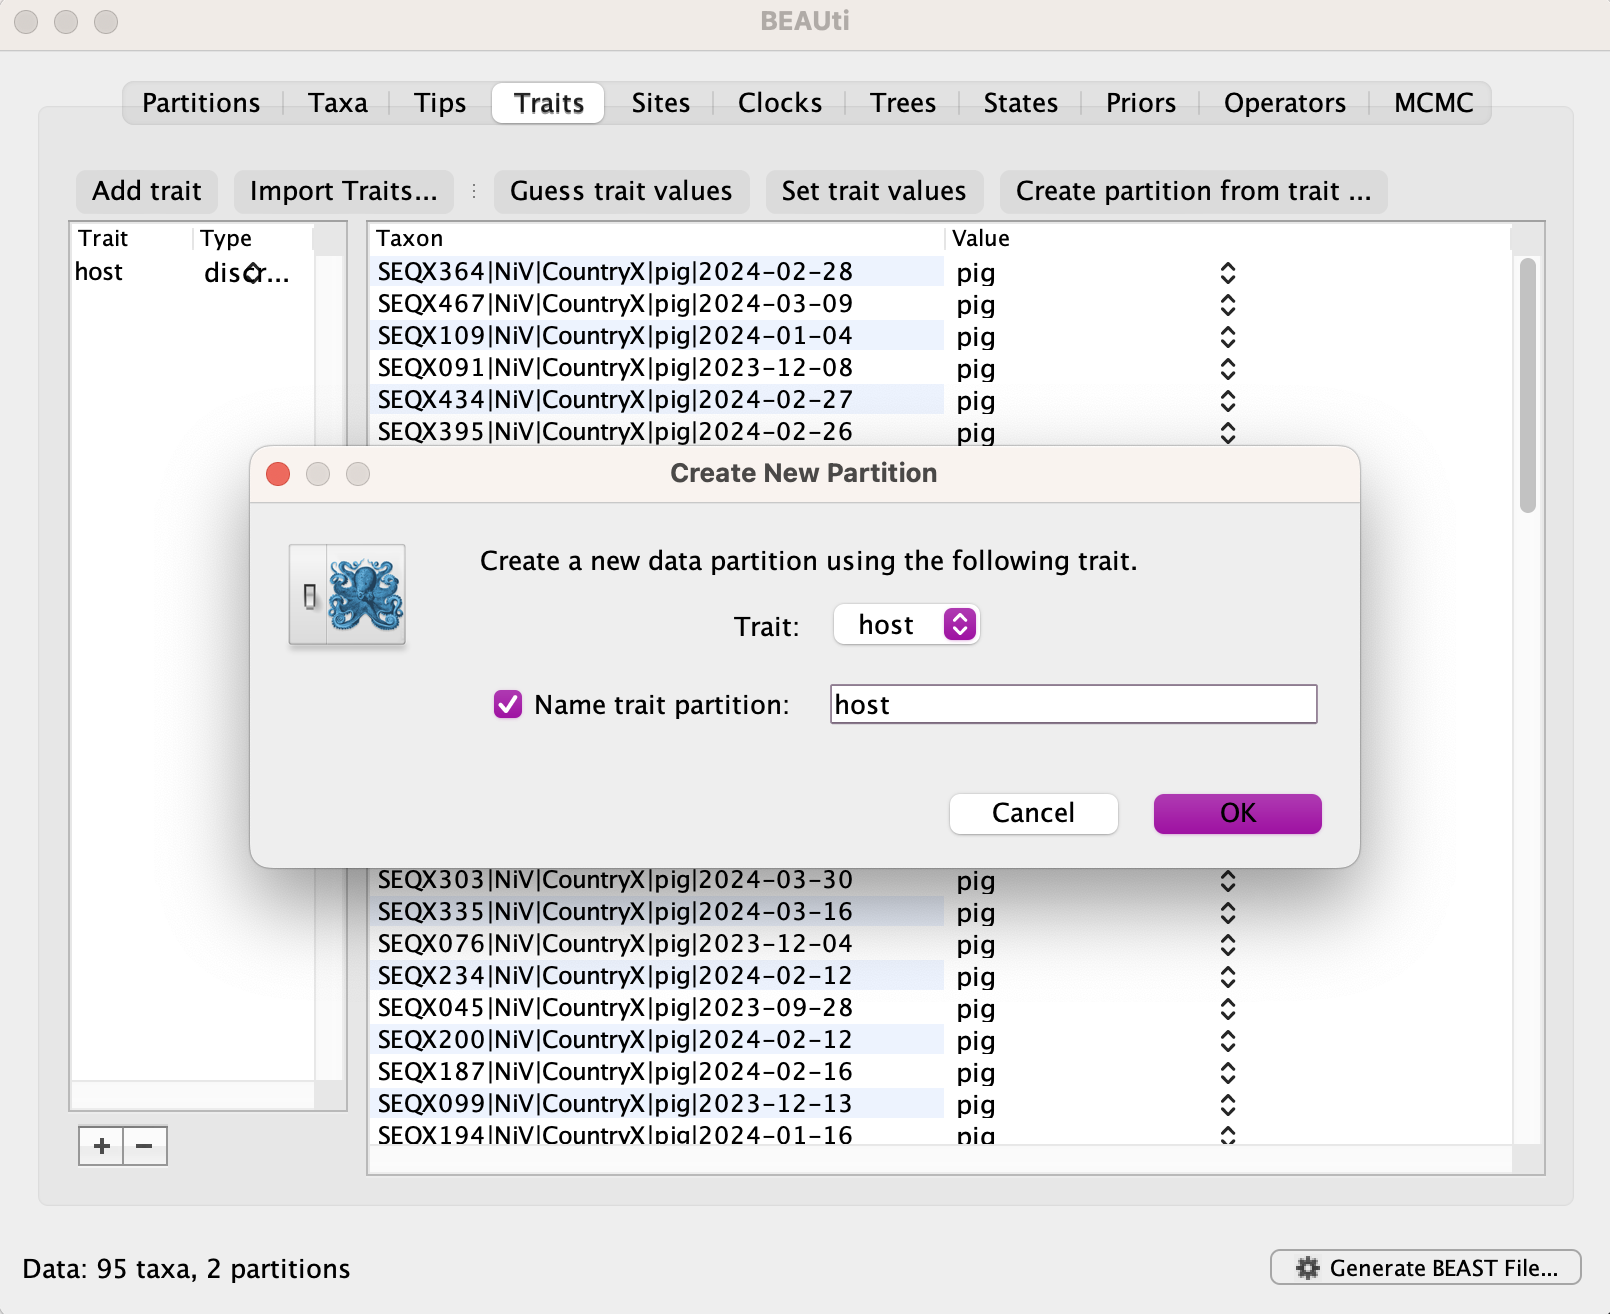 BEAUti
Partitions Taxa Tips Traits Sites Clocks Trees States Priors Operators MCMC
Add trait Import Traits... Guess trait values Set trait values Create partition from trait ...
Trait Type Taxon Value
host discr... SEQX364|NiV|CountryX|pig|2024-02-28 pig
SEQX467|NiV|CountryX|pig|2024-03-09 pig
SEQX109|NiV|CountryX|pig|2024-01-04 pig
SEQX091|NiV|CountryX|pig|2023-12-08 pig
SEQX434|NiV|CountryX|pig|2024-02-27 pig
SEQX395|NiV|CountryX|pig|2024-02-26 pig
Create New Partition
Create a new data partition using the following trait.
Trait: host
Name trait partition: host
Cancel OK
SEQX303|NiV|CountryX|pig|2024-03-30 pig
SEQX335|NiV|CountryX|pig|2024-03-16 pig
SEQX076|NiV|CountryX|pig|2023-12-04 pig
SEQX234|NiV|CountryX|pig|2024-02-12 pig
SEQX045|NiV|CountryX|pig|2023-09-28 pig
SEQX200|NiV|CountryX|pig|2024-02-12 pig
SEQX187|NiV|CountryX|pig|2024-02-16 pig
SEQX099|NiV|CountryX|pig|2023-12-13 pig
SEQX194|NiV|CountryX|pig|2024-01-16 pig
Data: 95 taxa, 2 partitions
Generate BEAST File...